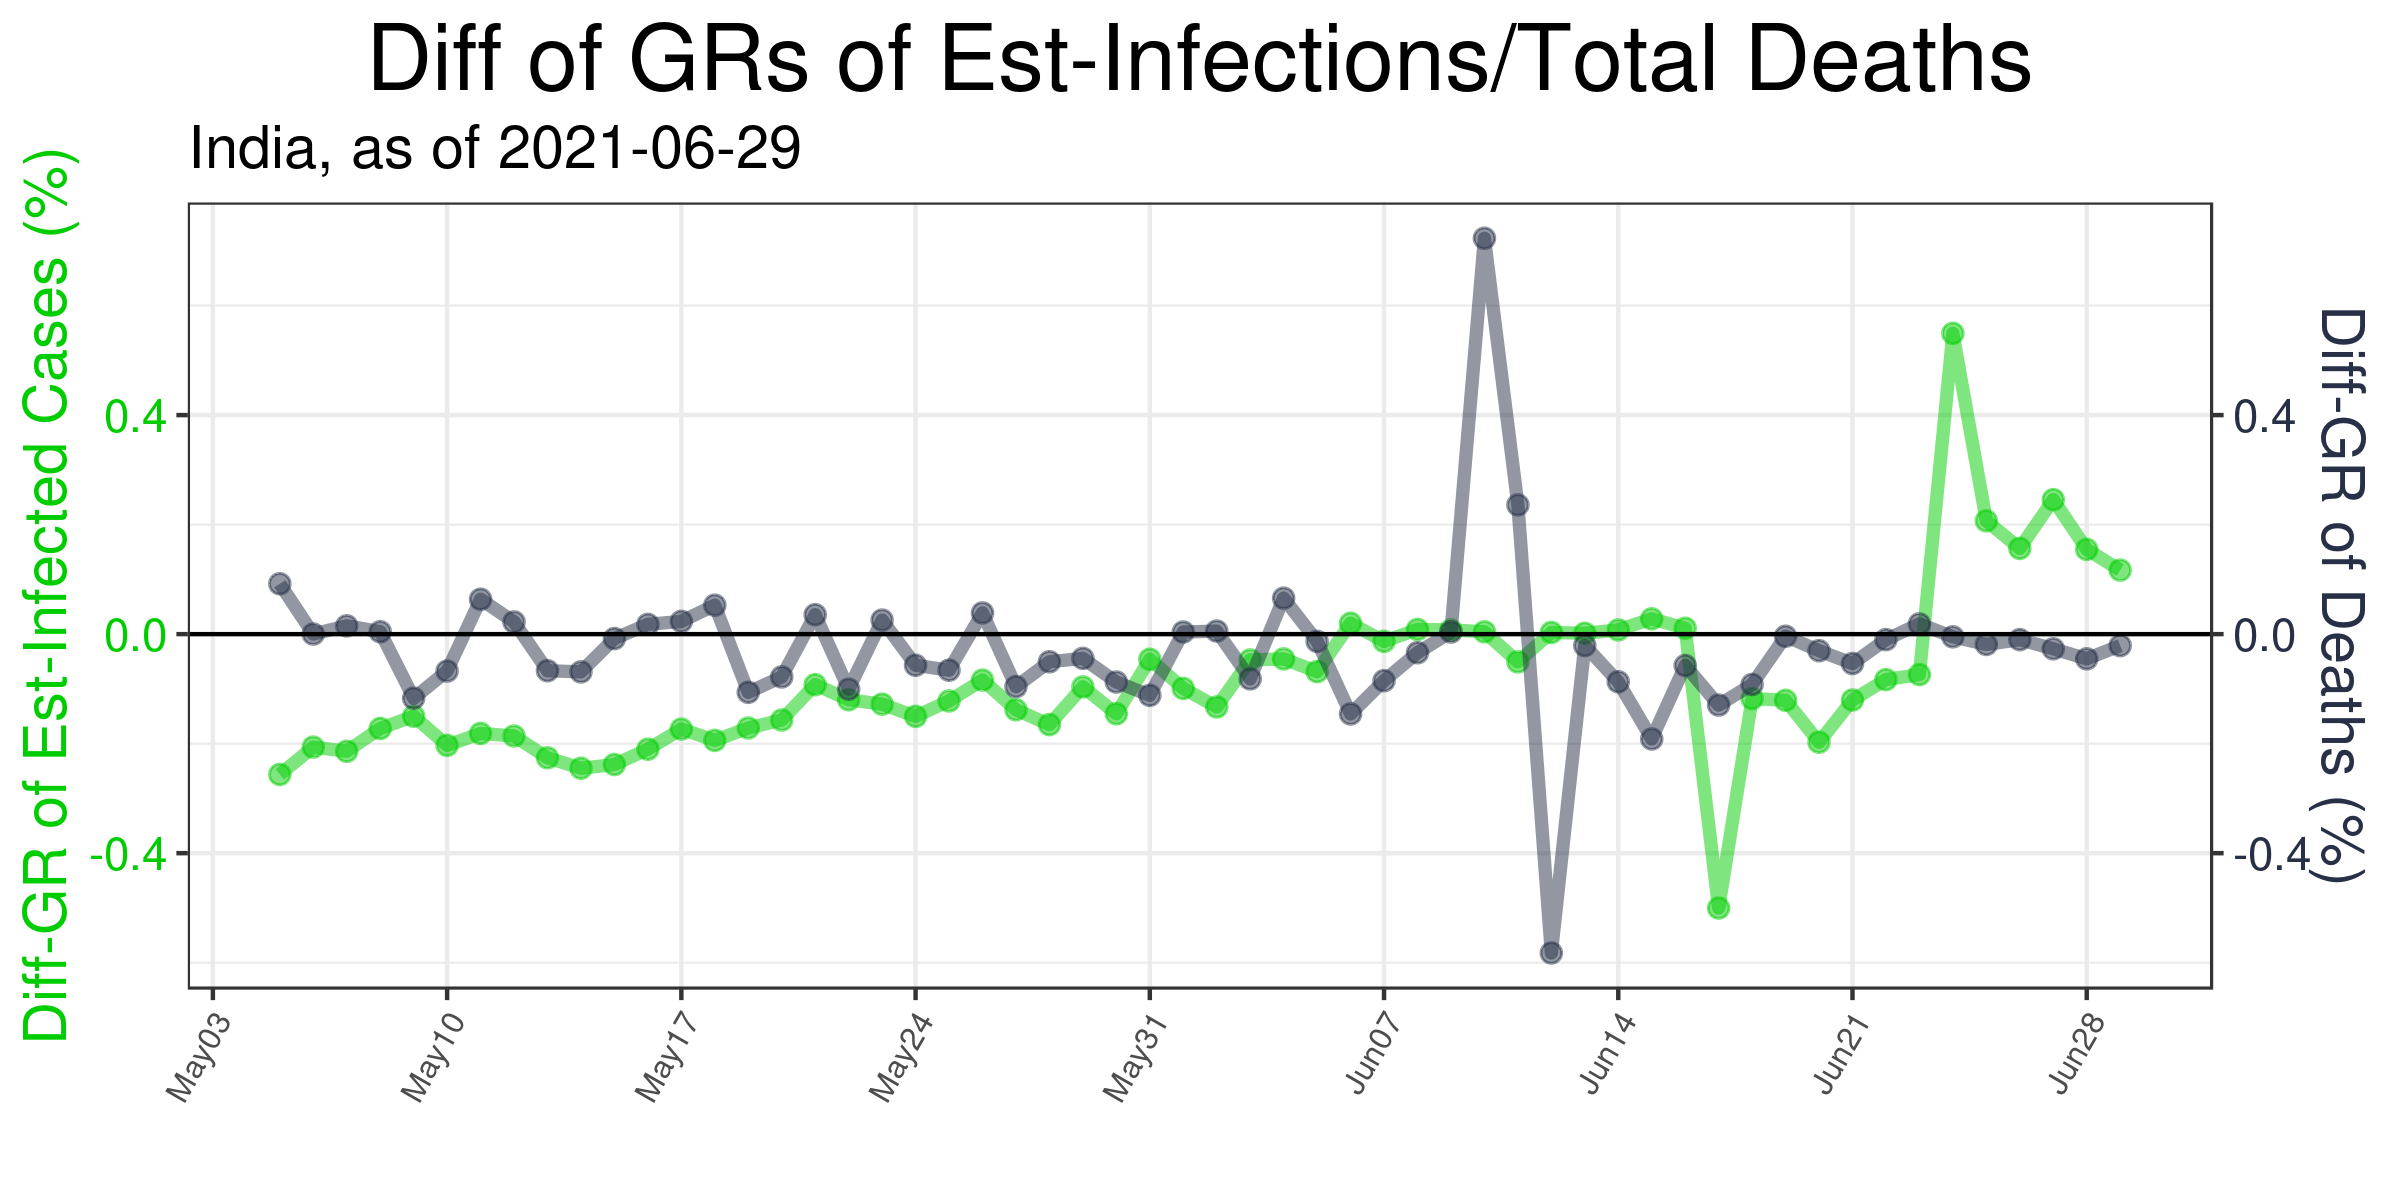 Diff of GRs of Est-Infections/Total Deaths
India, as of 2021-06-29
Diff-GR of Est-Infected Cases (%)
0.4
0.0
-0.4
0.4
0.0
-0.4
Diff-GR of Deaths (%)
May03
May10
May17
May24
May31
Jun07
Jun14
Jun21
Jun28